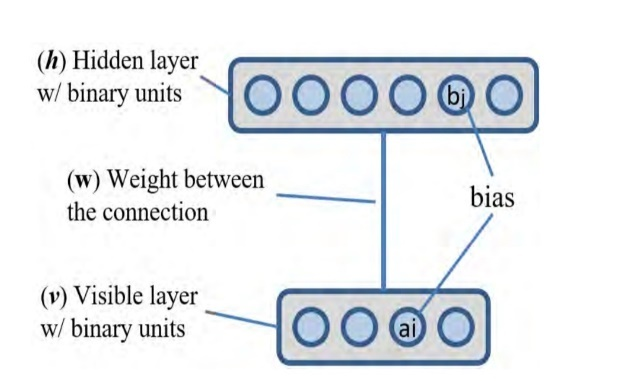 (h) Hidden layer
w/ binary units
bj
(w) Weight between
the connection
bias
(v) Visible layer
w/ binary units
ai